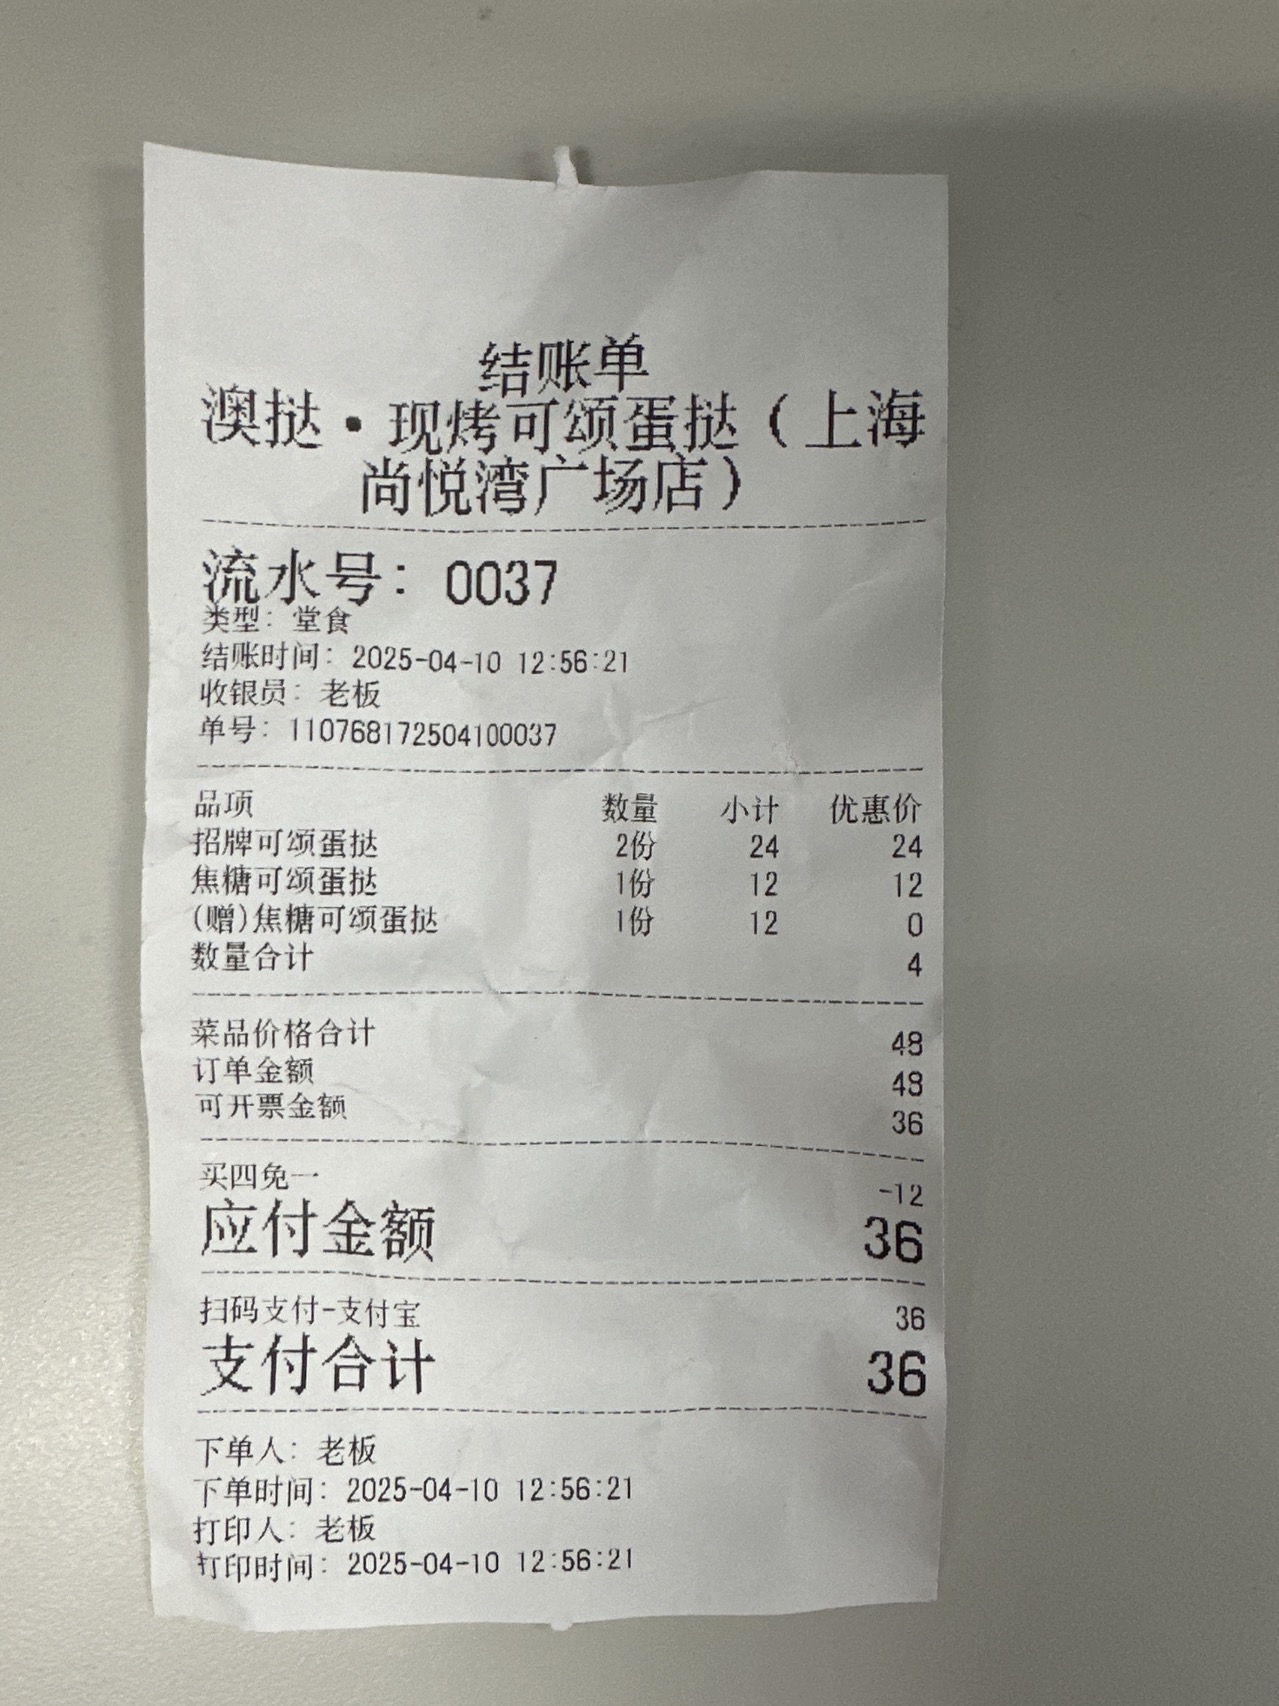 结账单
澳挞·现烤可颂蛋挞（上海
尚悦湾广场店）
流水号：0037
类型：堂食
结账时间：2025-04-10 12:56:21
收银员：老板
单号：110768172504100037
品项 数量 小计 优惠价
招牌可颂蛋挞 2份 24 24
焦糖可颂蛋挞 1份 12 12
(赠)焦糖可颂蛋挞 1份 12 0
数量合计 4
菜品价格合计 48
订单金额 48
可开票金额 36
买四免一 -12
应付金额 36
扫码支付-支付宝 36
支付合计 36
下单人：老板
下单时间：2025-04-10 12:56:21
打印人：老板
打印时间：2025-04-10 12:56:21